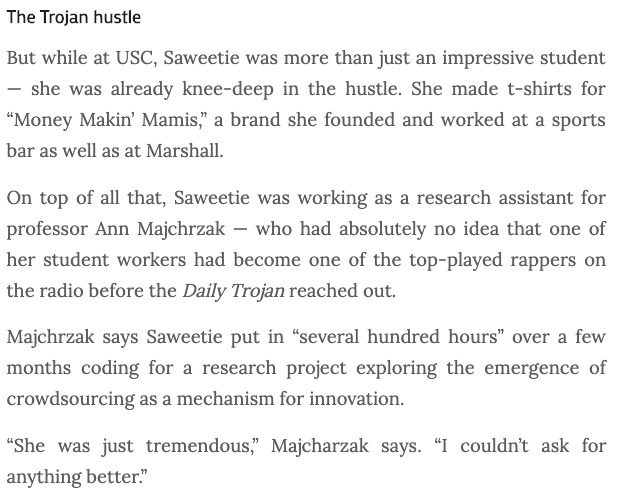 The Trojan hustle
But while at USC, Saweetie was more than just an impressive student
— she was already knee-deep in the hustle. She made t-shirts for
“Money Makin’ Mamis,” a brand she founded and worked at a sports
bar as well as at Marshall.
On top of all that, Saweetie was working as a research assistant for
professor Ann Majchrzak — who had absolutely no idea that one of
her student workers had become one of the top-played rappers on
the radio before the Daily Trojan reached out.
Majchrzak says Saweetie put in “several hundred hours” over a few
months coding for a research project exploring the emergence of
crowdsourcing as a mechanism for innovation.
“She was just tremendous,” Majcharzak says. “I couldn’t ask for
anything better.”